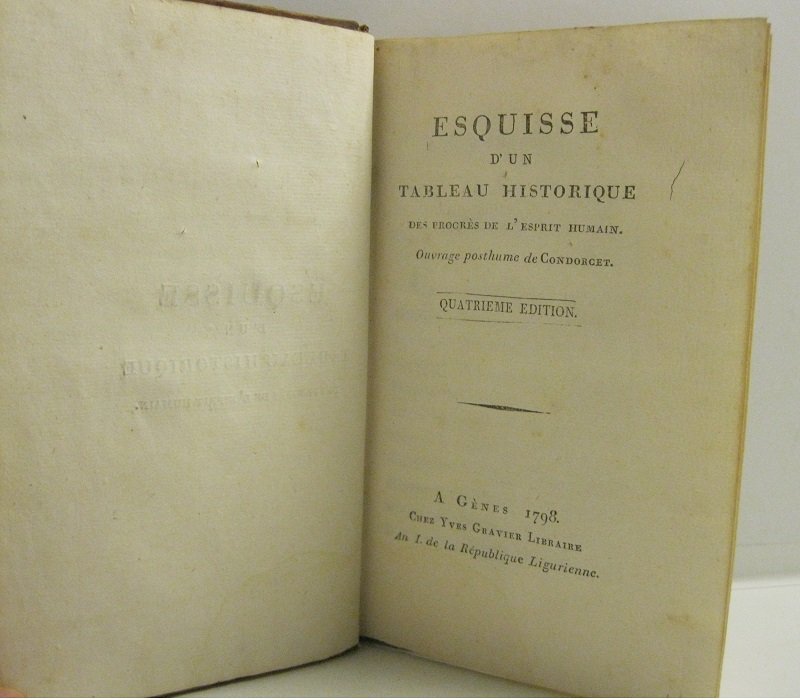 ESQUISSE
D'UN
TABLEAU HISTORIQUE
DES PROGRÈS DE L'ESPRIT HUMAIN.
Ouvrage posthume de CONDORCET.
QUATRIEME EDITION.
A GÈNES 1798.
CHEZ YVES GRAVIER LIBRAIRE
An I. de la République Ligurienne.